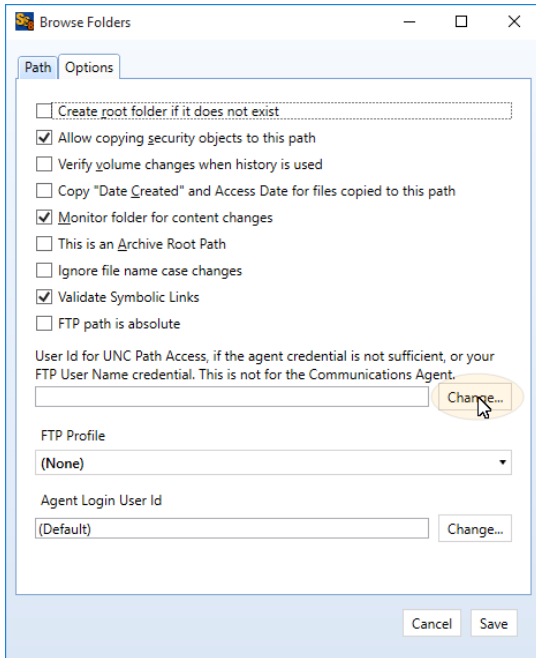 Browse Folders
Path Options
Create root folder if it does not exist
Allow copying security objects to this path
Verify volume changes when history is used
Copy "Date Created" and Access Date for files copied to this path
Monitor folder for content changes
This is an Archive Root Path
Ignore file name case changes
Validate Symbolic Links
FTP path is absolute
User Id for UNC Path Access, if the agent credential is not sufficient, or your
FTP User Name credential. This is not for the Communications Agent.
Change...
FTP Profile
(None)
Agent Login User Id
(Default) Change...
Cancel Save